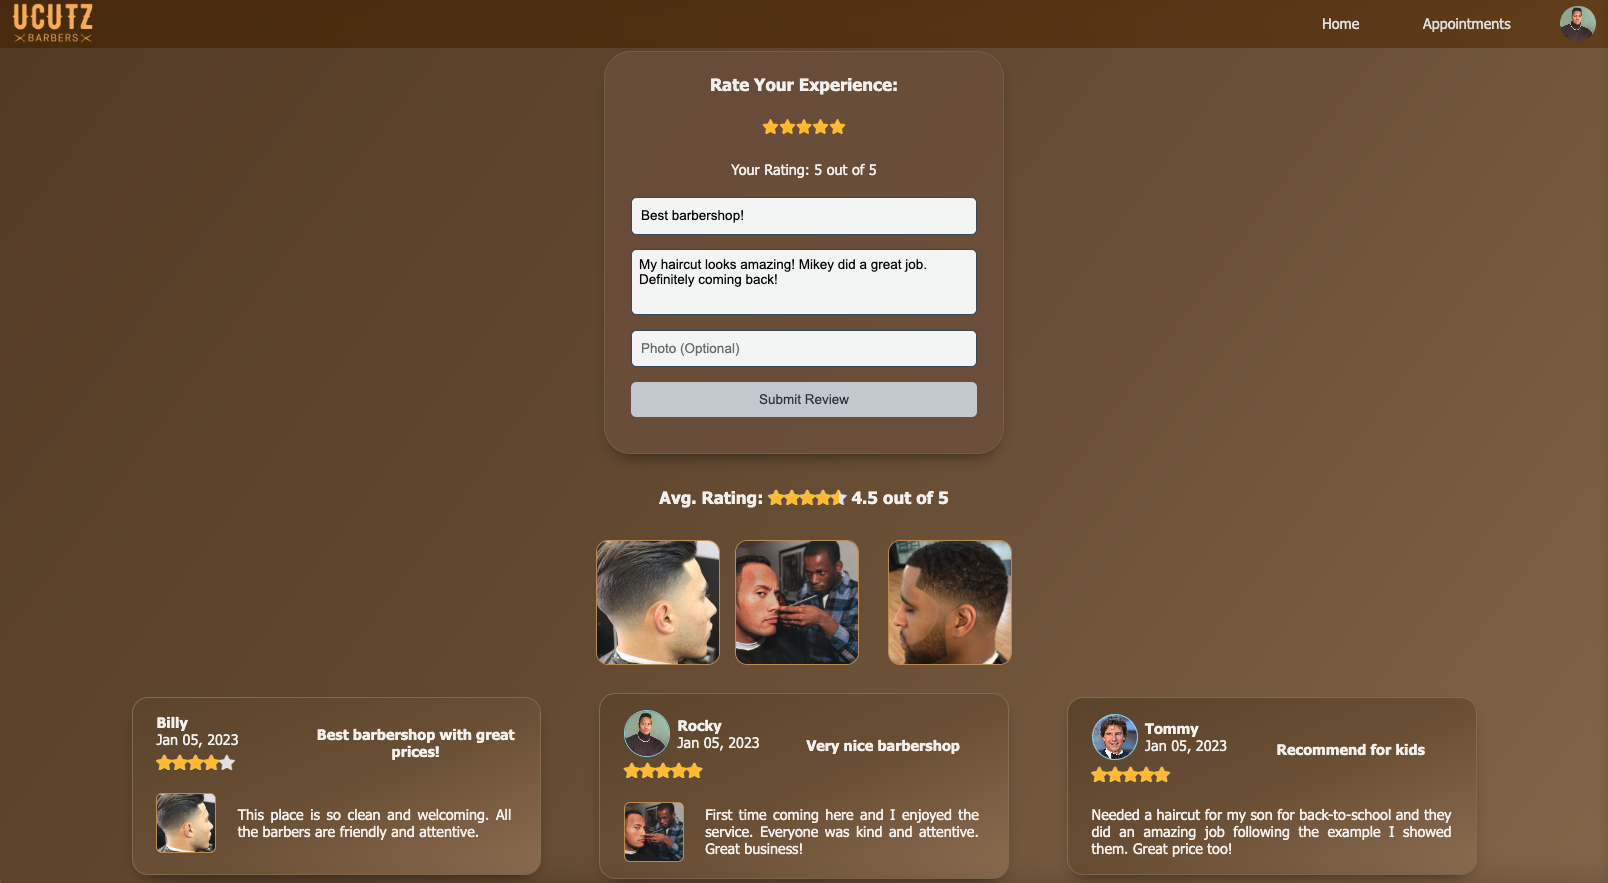 UCUTZ
BARBERS
Home
Appointments
Rate Your Experience:
Your Rating: 5 out of 5
Best barbershop!
My haircut looks amazing! Mikey did a great job.
Definitely coming back!
Photo (Optional)
Submit Review
Avg. Rating: 4.5 out of 5
Billy
Jan 05, 2023
Best barbershop with great
prices!
This place is so clean and welcoming. All
the barbers are friendly and attentive.
Rocky
Jan 05, 2023
Very nice barbershop
First time coming here and I enjoyed the
service. Everyone was kind and attentive.
Great business!
Tommy
Jan 05, 2023
Recommend for kids
Needed a haircut for my son for back-to-school and they
did an amazing job following the example I showed
them. Great price too!